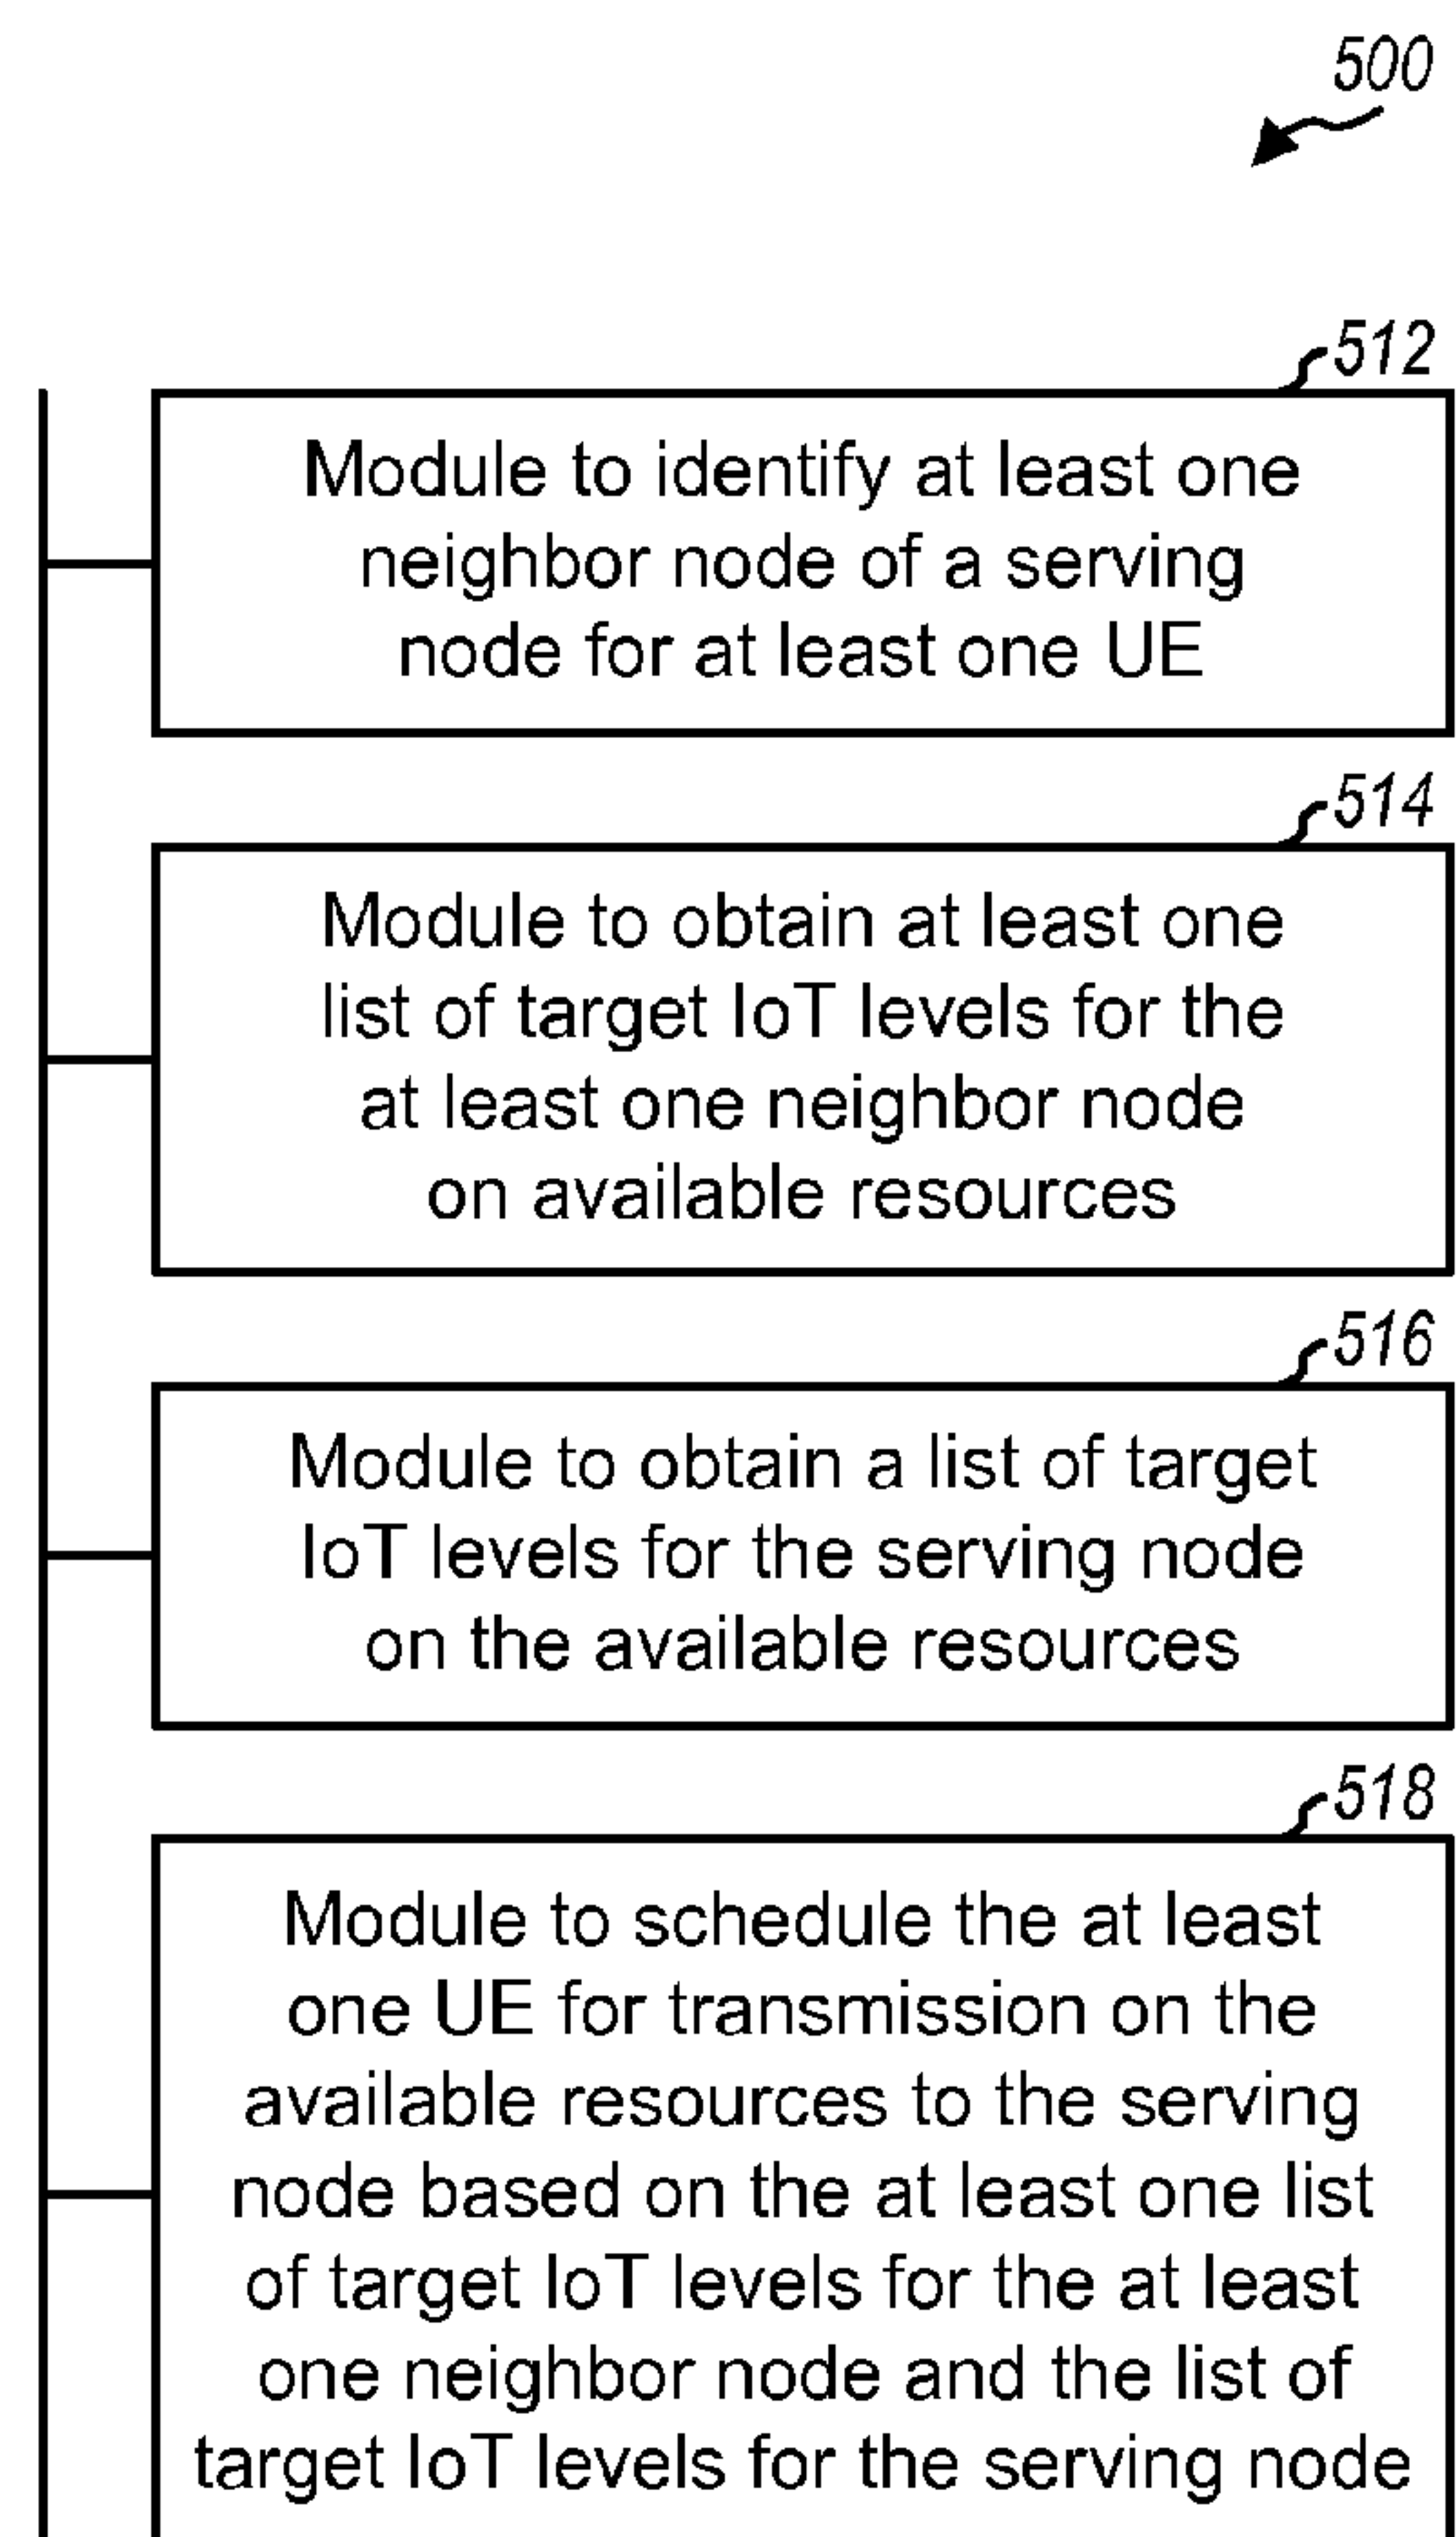 500
512
Module to identify at least one
neighbor node of a serving
node for at least one UE
514
Module to obtain at least one
list of target IoT levels for the
at least one neighbor node
on available resources
516
Module to obtain a list of target
IoT levels for the serving node
on the available resources
518
Module to schedule the at least
one UE for transmission on the
available resources to the serving
node based on the at least one list
of target IoT levels for the at least
one neighbor node and the list of
target IoT levels for the serving node